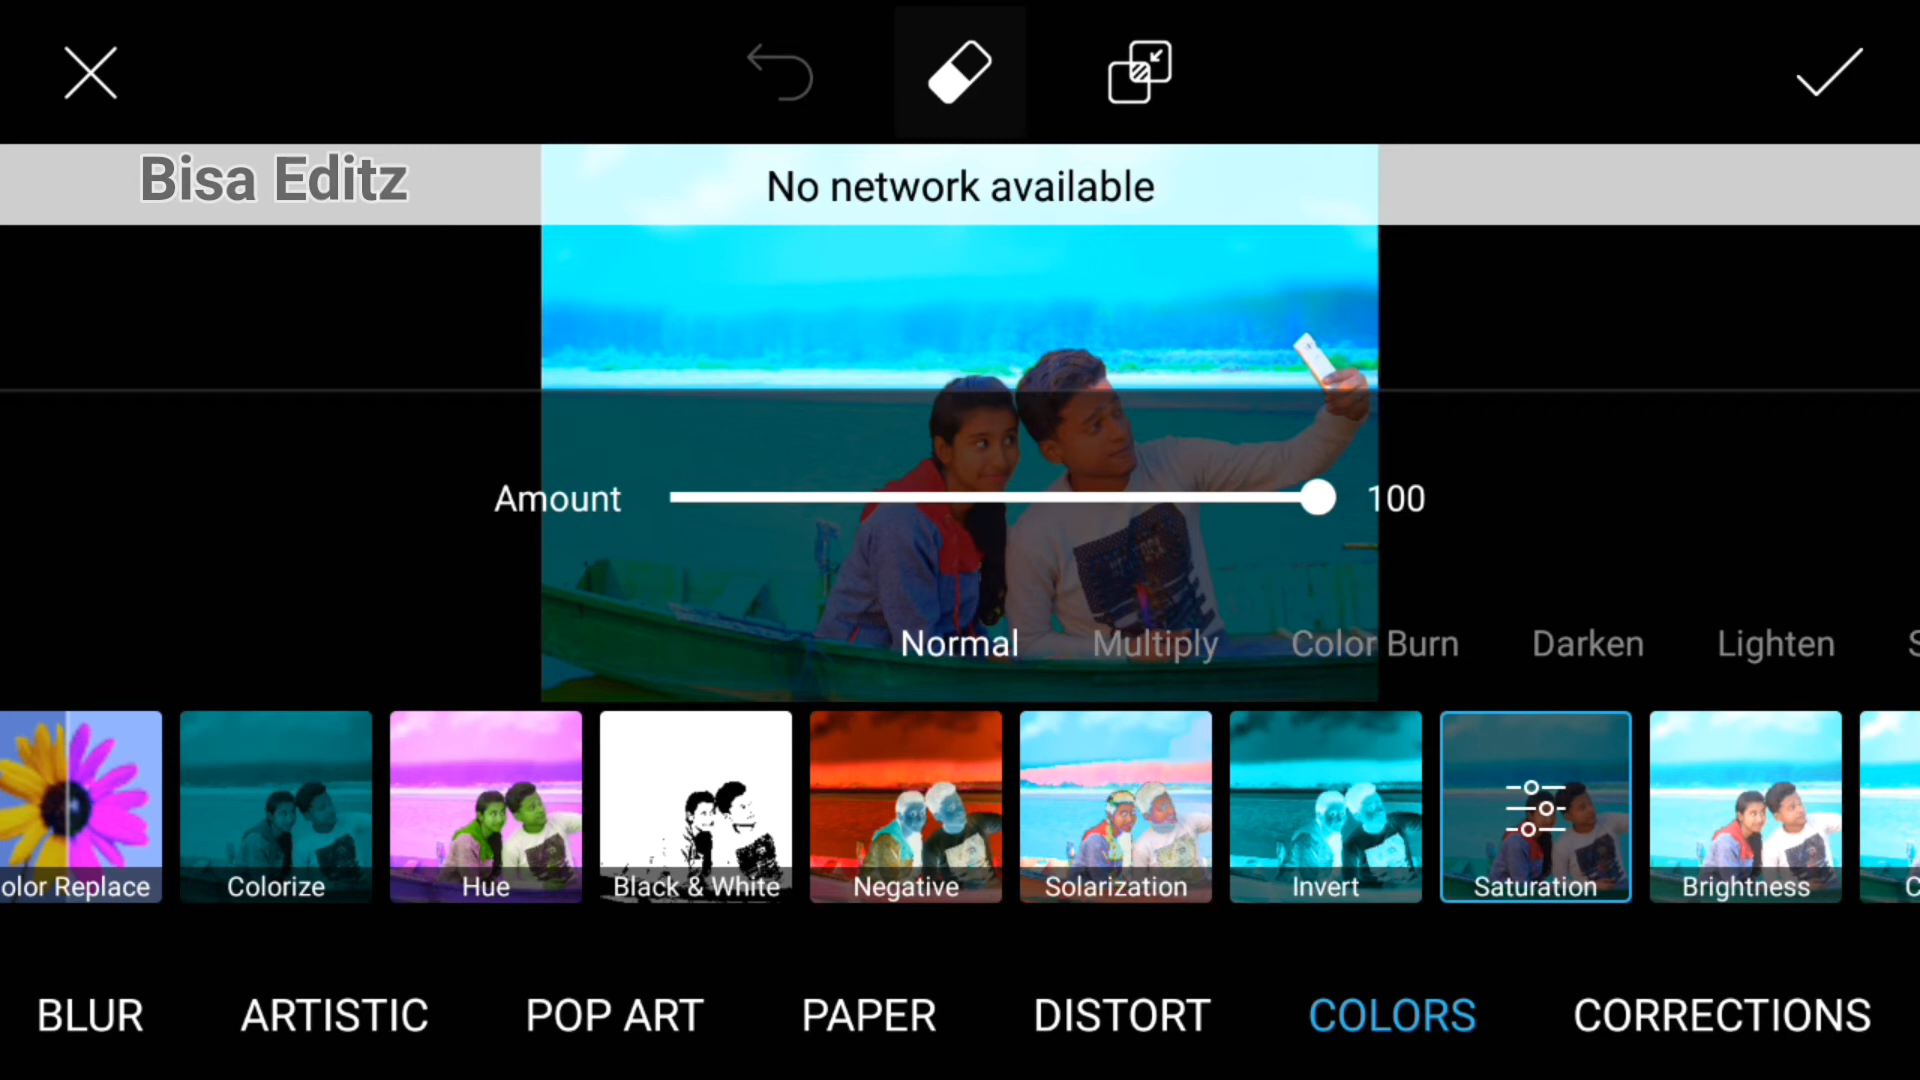 Bisa Editz
No network available
Amount 100
Normal Multiply Color Burn Darken Lighten S
olor Replace Colorize Hue Black & White Negative Solarization Invert Saturation Brightness C
BLUR ARTISTIC POP ART PAPER DISTORT COLORS CORRECTIONS